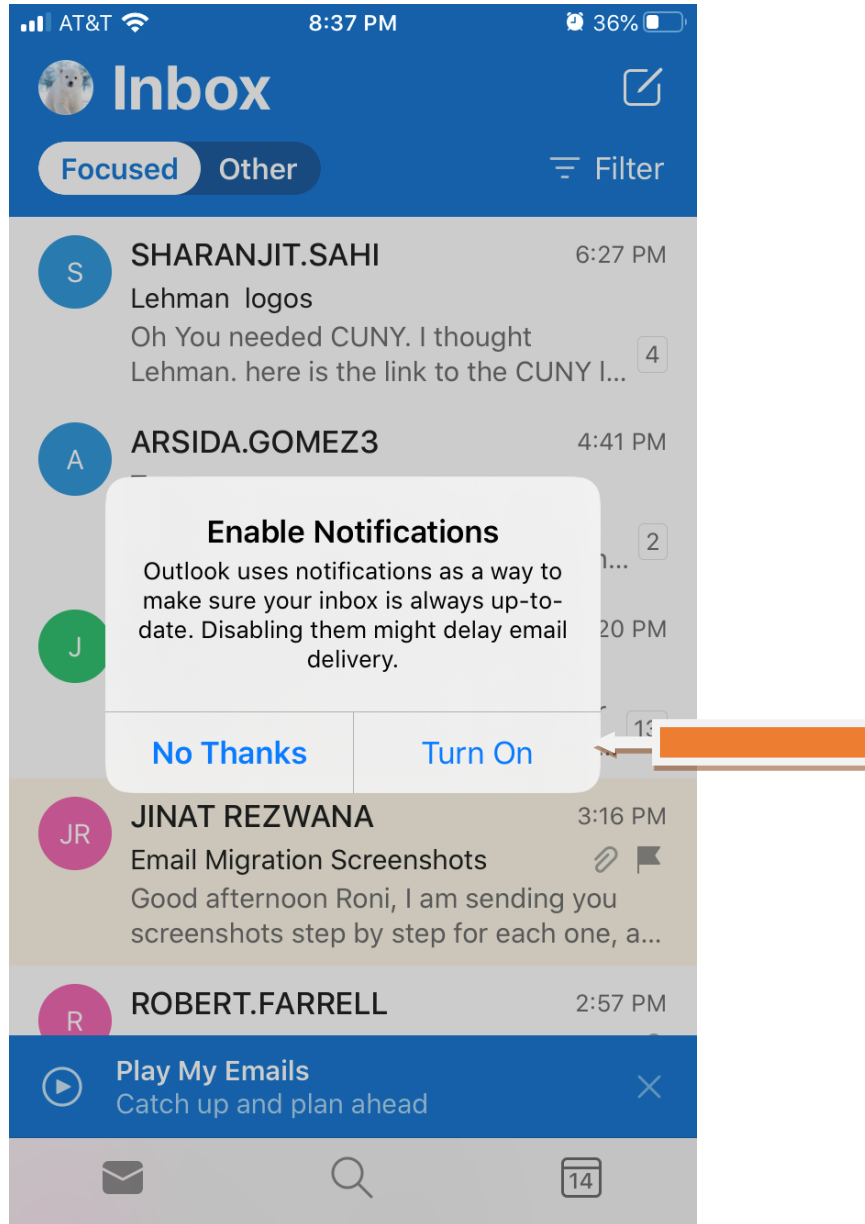 AT&T 8:37 PM 36%
Inbox
Focused Other Filter
S SHARANJIT.SAHI 6:27 PM
Lehman logos
Oh You needed CUNY. I thought
Lehman. here is the link to the CUNY l... 4
A ARSIDA.GOMEZ3 4:41 PM
2
Enable Notifications
Outlook uses notifications as a way to
make sure your inbox is always up-to-
date. Disabling them might delay email
delivery.
J 20 PM
13
No Thanks Turn On
JR JINAT REZWANA 3:16 PM
Email Migration Screenshots
Good afternoon Roni, I am sending you
screenshots step by step for each one, a...
R ROBERT.FARRELL 2:57 PM
Play My Emails
Catch up and plan ahead
14